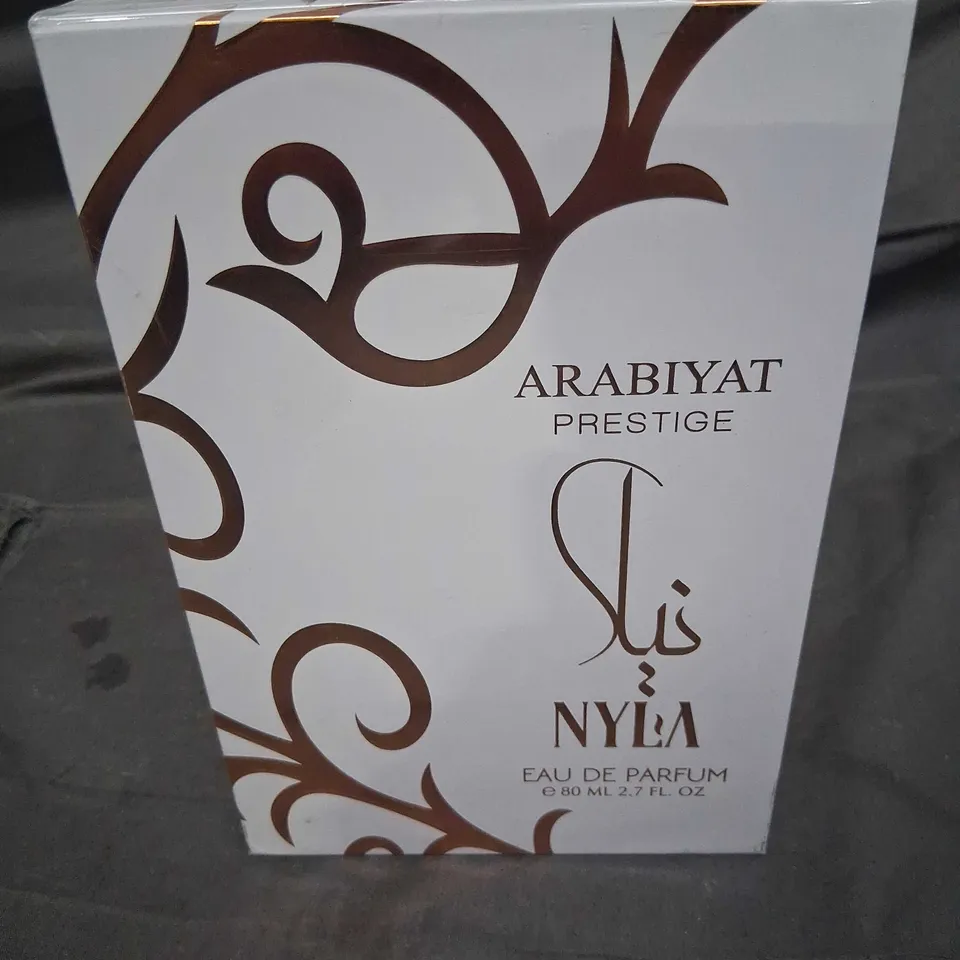 ARABIYAT
PRESTIGE
نيلا
NYLA
EAU DE PARFUM
℮ 80 ML 2.7 FL. OZ